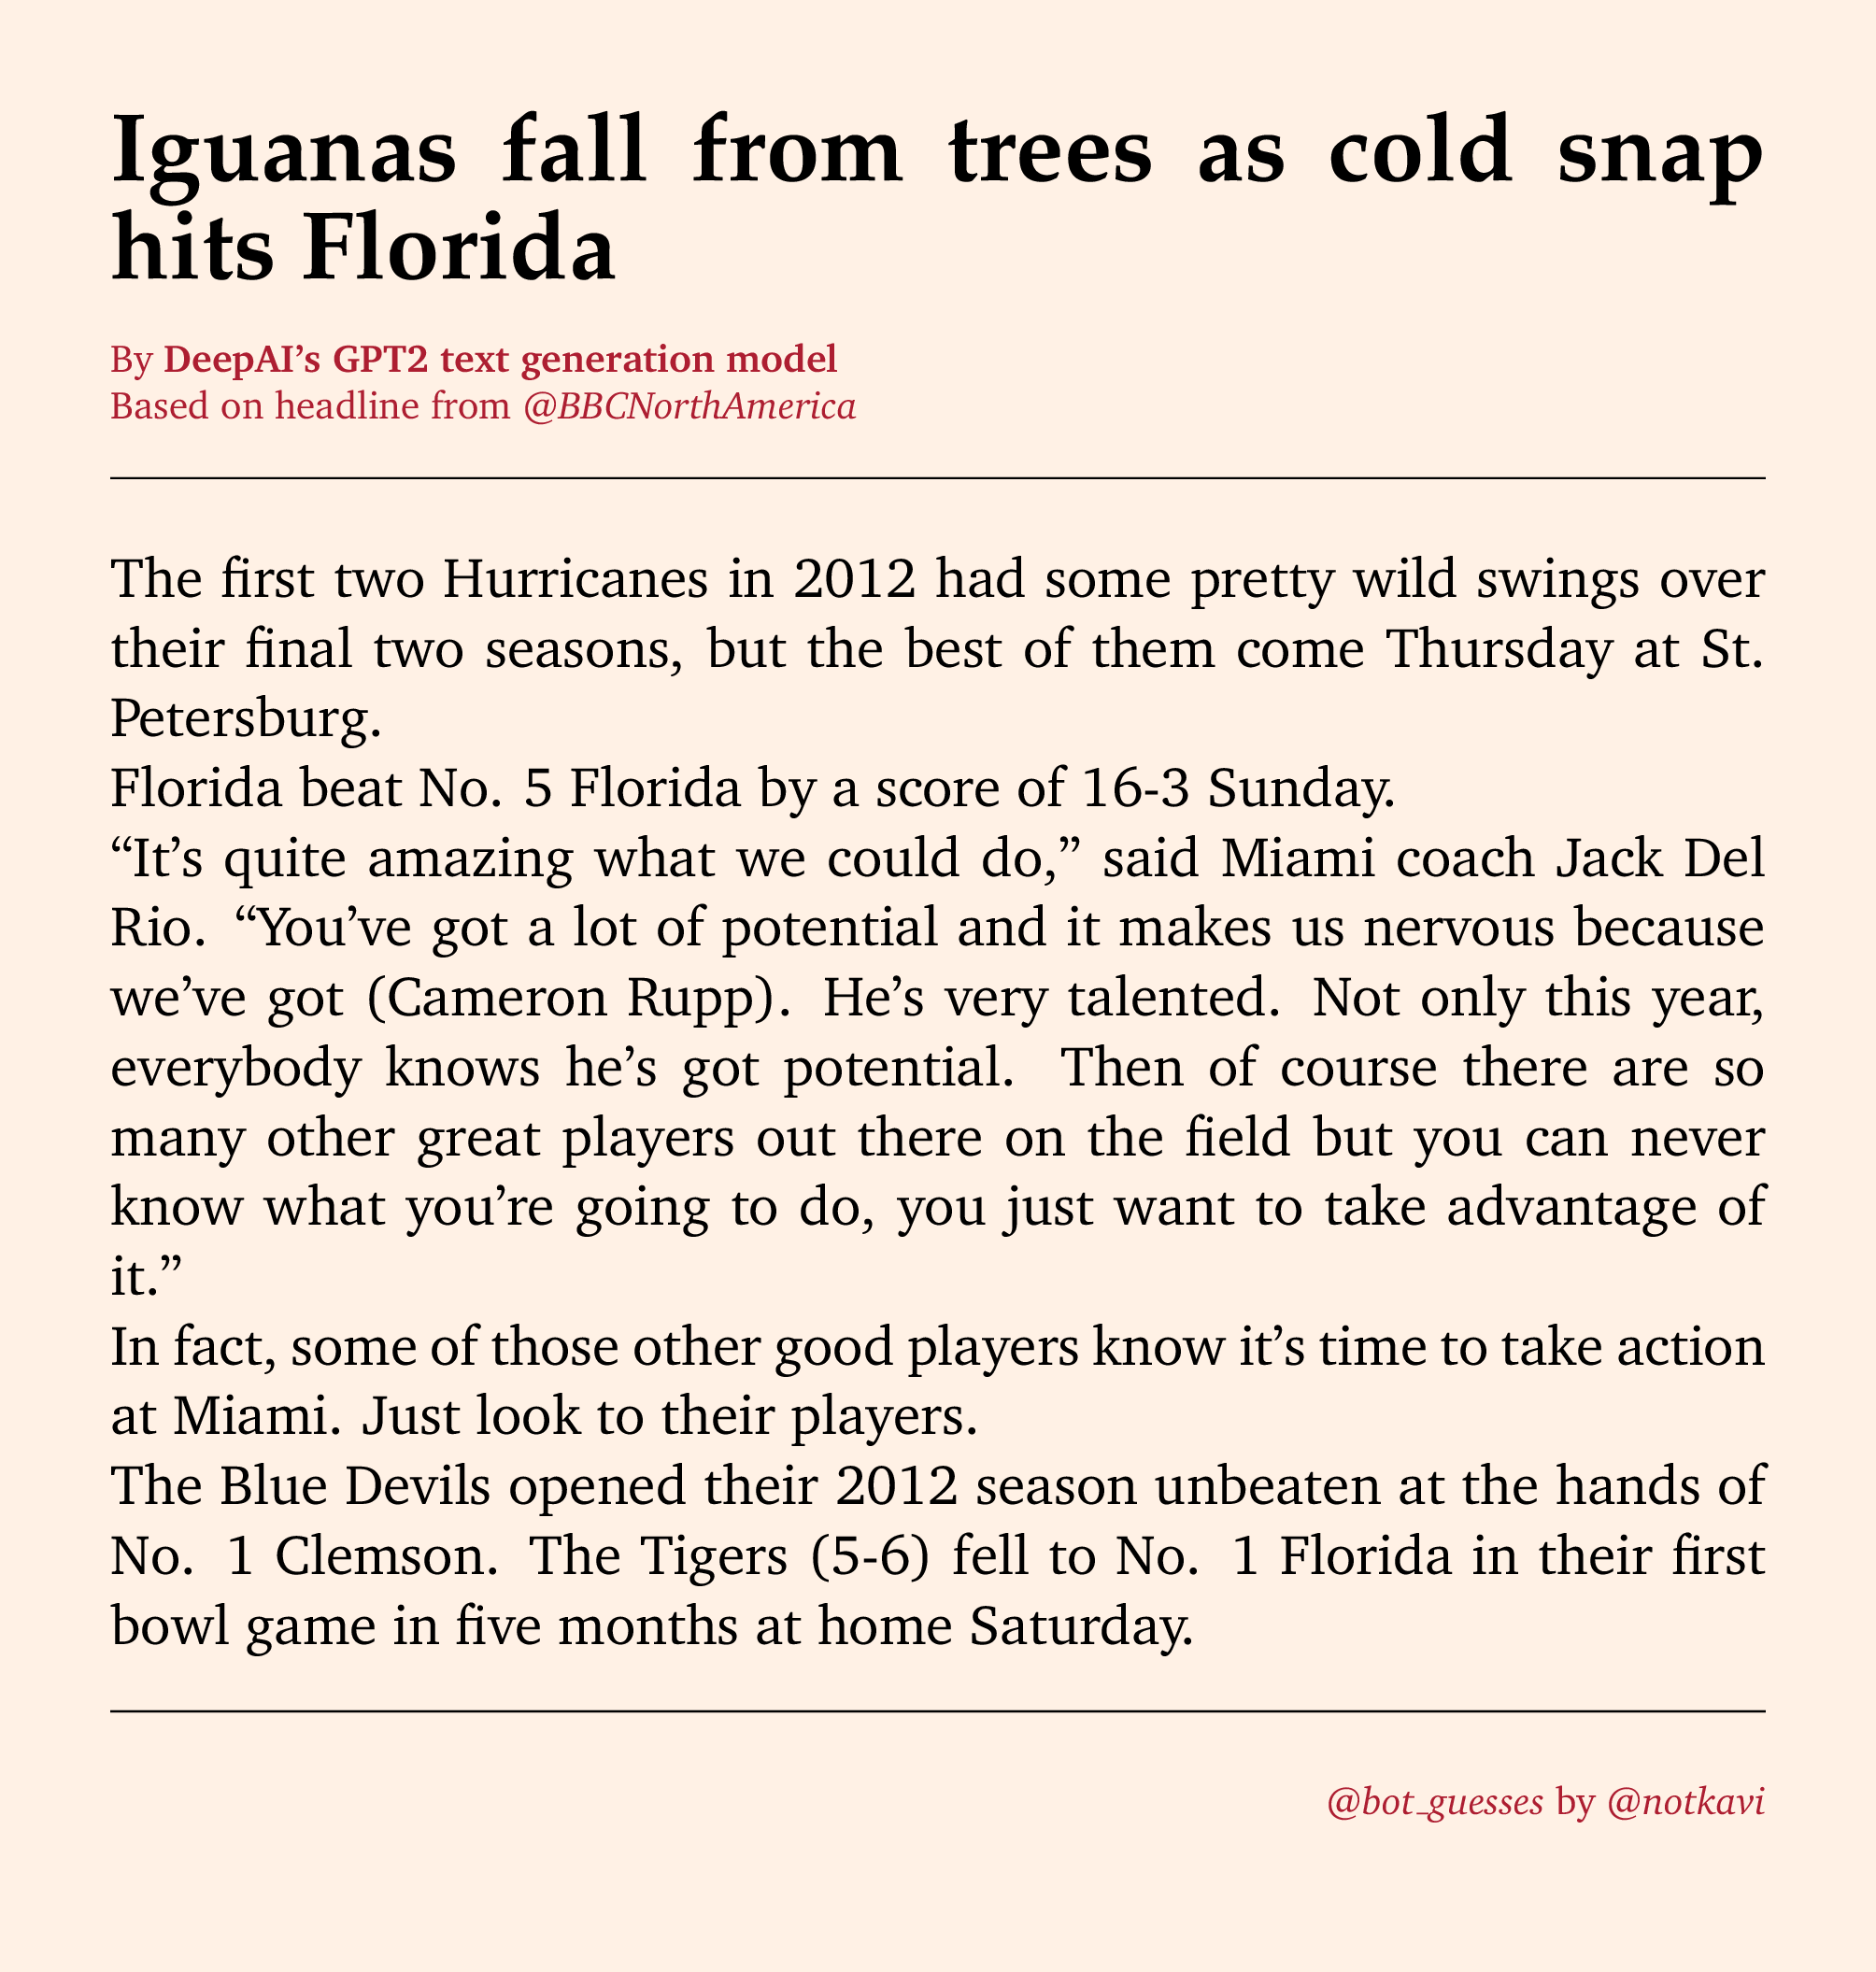 Iguanas fall from trees as cold snap
hits Florida
By DeepAI’s GPT2 text generation model
Based on headline from @BBCNorthAmerica
The first two Hurricanes in 2012 had some pretty wild swings over
their final two seasons, but the best of them come Thursday at St.
Petersburg.
Florida beat No. 5 Florida by a score of 16-3 Sunday.
“It’s quite amazing what we could do,” said Miami coach Jack Del
Rio. “You’ve got a lot of potential and it makes us nervous because
we’ve got (Cameron Rupp). He’s very talented. Not only this year,
everybody knows he’s got potential. Then of course there are so
many other great players out there on the field but you can never
know what you’re going to do, you just want to take advantage of
it.”
In fact, some of those other good players know it’s time to take action
at Miami. Just look to their players.
The Blue Devils opened their 2012 season unbeaten at the hands of
No. 1 Clemson. The Tigers (5-6) fell to No. 1 Florida in their first
bowl game in five months at home Saturday.
@bot_guesses by @notkavi